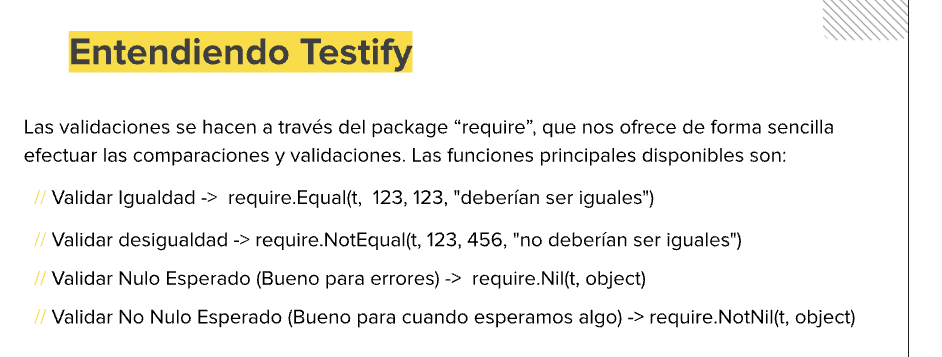 Entendiendo Testify
Las validaciones se hacen a través del package “require”, que nos ofrece de forma sencilla
efectuar las comparaciones y validaciones. Las funciones principales disponibles son:
// Validar Igualdad -> require.Equal(t, 123, 123, "deberían ser iguales")
// Validar desigualdad -> require.NotEqual(t, 123, 456, "no deberían ser iguales")
// Validar Nulo Esperado (Bueno para errores) -> require.Nil(t, object)
// Validar No Nulo Esperado (Bueno para cuando esperamos algo) -> require.NotNil(t, object)